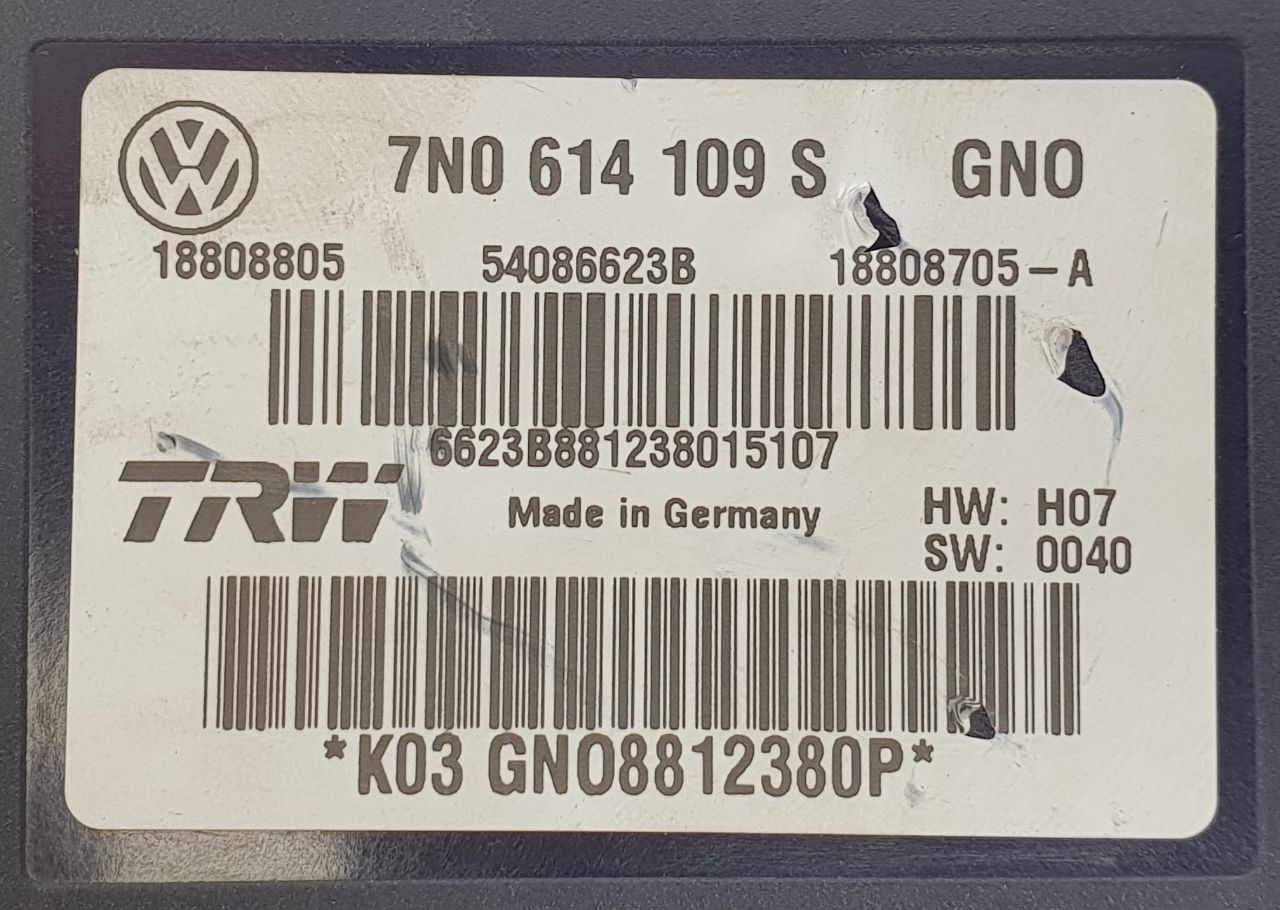 7N0 614 109 S GNO
18808805 54086623B 18808705-A
6623B881238015107
TRW
Made in Germany
HW: H07
SW: 0040
*K03 GNO8812380P*